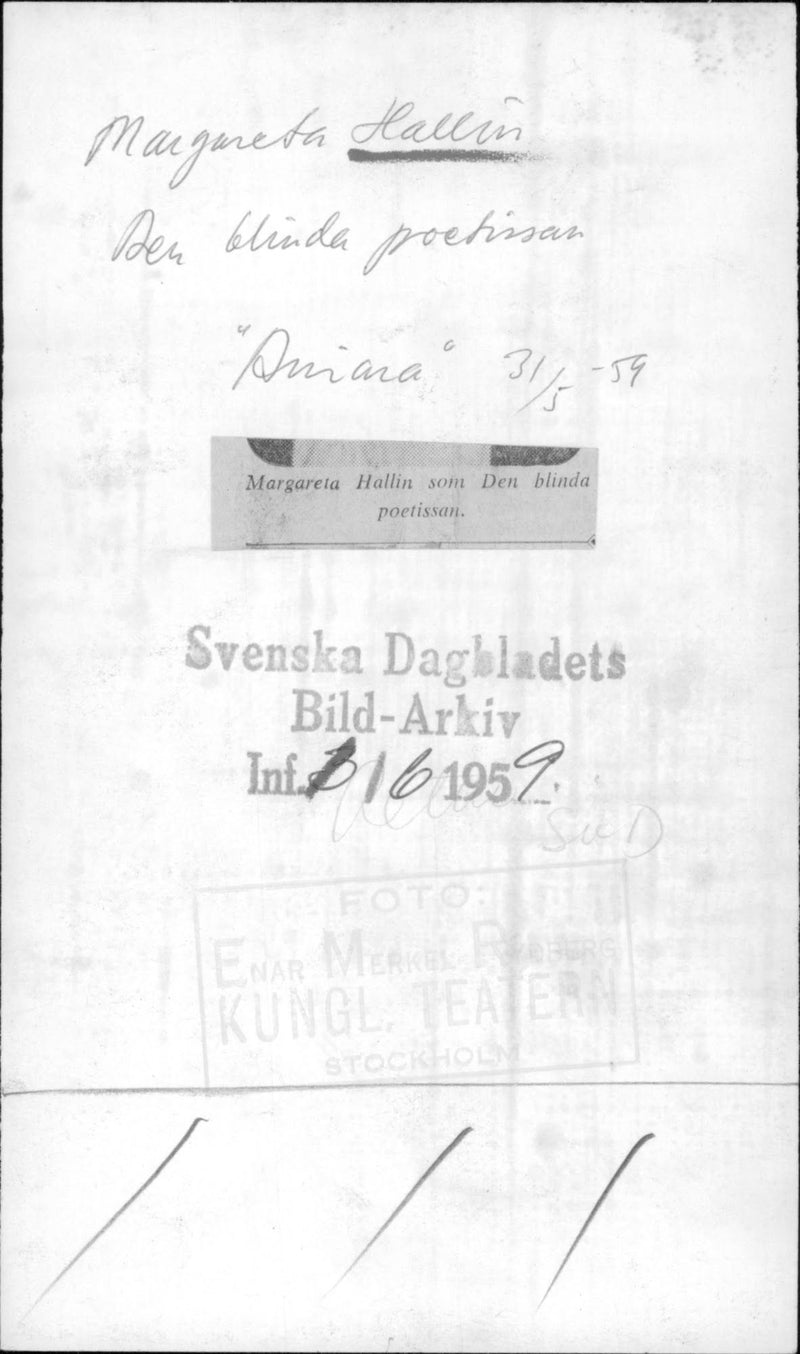 Margareta Hallin
Den blinda poetissan
"Aniara" 31/5 -59
Margareta Hallin som Den blinda
poetissan.
Svenska Dagbladets
Bild-Arkiv
Inf. /6 1959
SvD
FOTO:
ENAR MERKEL RYDBERG
KUNGL. TEATERN
STOCKHOLM